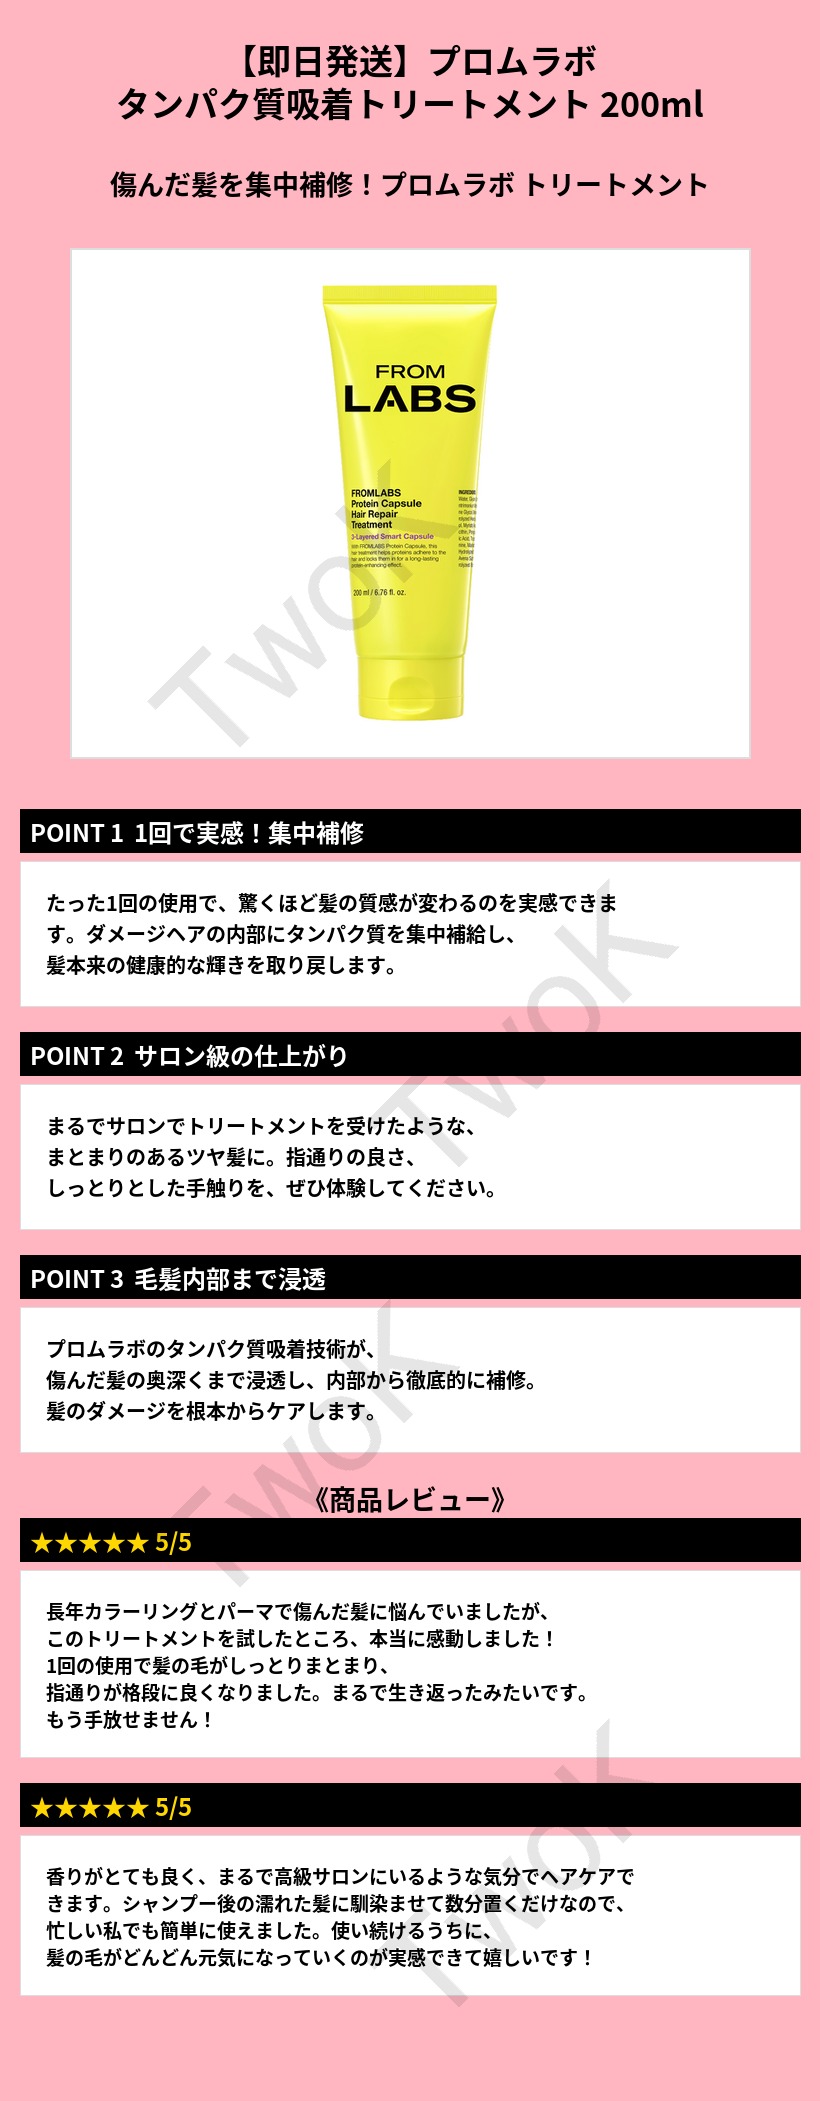 【即日発送】プロムラボ
タンパク質吸着トリートメント 200ml
傷んだ髪を集中補修！プロムラボ トリートメント
FROM
LABS
FROMLABS
Protein Capsule
Hair Repair
Treatment
3-Layered Smart Capsule
With FROMLABS Protein Capsule, this
hair treatment helps proteins adhere to the
hair and locks them in for a long-lasting
protein-enhancing effect.
200 ml / 6.76 fl. oz.
TwoK
POINT 1 1回で実感！集中補修
たった1回の使用で、驚くほど髪の質感が変わるのを実感できま
す。ダメージヘアの内部にタンパク質を集中補給し、
髪本来の健康的な輝きを取り戻します。
TwoK
POINT 2 サロン級の仕上がり
まるでサロンでトリートメントを受けたような、
まとまりのあるツヤ髪に。指通りの良さ、
しっとりとした手触りを、ぜひ体験してください。
POINT 3 毛髪内部まで浸透
プロムラボのタンパク質吸着技術が、
傷んだ髪の奥深くまで浸透し、内部から徹底的に補修。
髪のダメージを根本からケアします。
TwoK
《商品レビュー》
★★★★★ 5/5
長年カラーリングとパーマで傷んだ髪に悩んでいましたが、
このトリートメントを試したところ、本当に感動しました！
1回の使用で髪の毛がしっとりまとまり、
指通りが格段に良くなりました。まるで生き返ったみたいです。
もう手放せません！
★★★★★ 5/5
香りがとても良く、まるで高級サロンにいるような気分でヘアケアで
きます。シャンプー後の濡れた髪に馴染ませて数分置くだけなので、
忙しい私でも簡単に使えました。使い続けるうちに、
髪の毛がどんどん元気になっていくのが実感できて嬉しいです！
TwoK